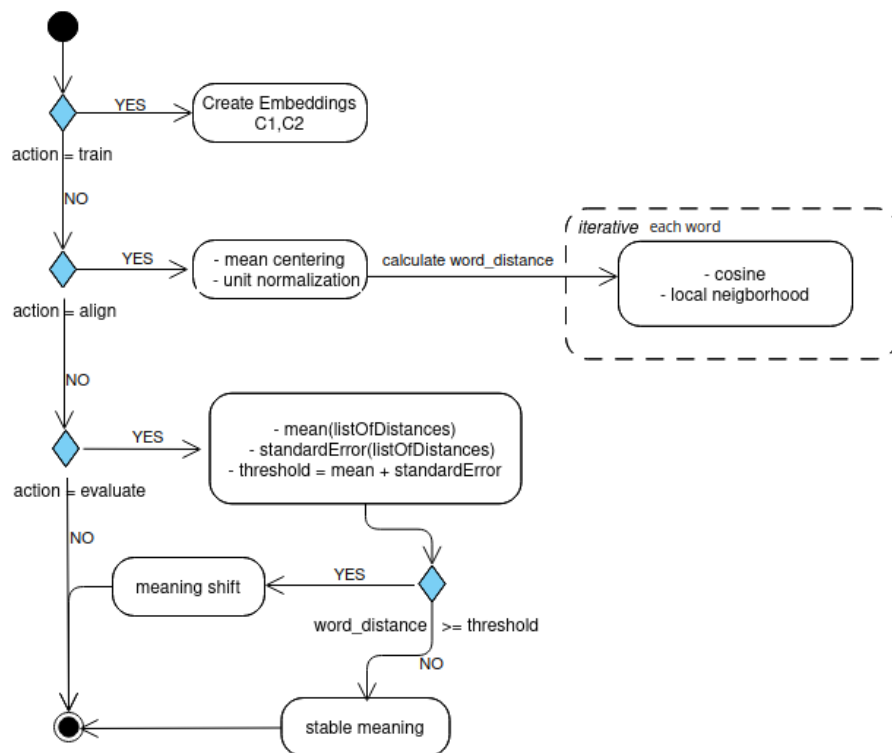 YES
Create Embeddings
C1,C2
action = train
NO
YES
- mean centering
- unit normalization
calculate word_distance
iterative each word
- cosine
- local neigborhood
action = align
NO
YES
- mean(listOfDistances)
- standardError(listOfDistances)
- threshold = mean + standardError
action = evaluate
NO
YES
meaning shift
word_distance >= threshold
NO
stable meaning